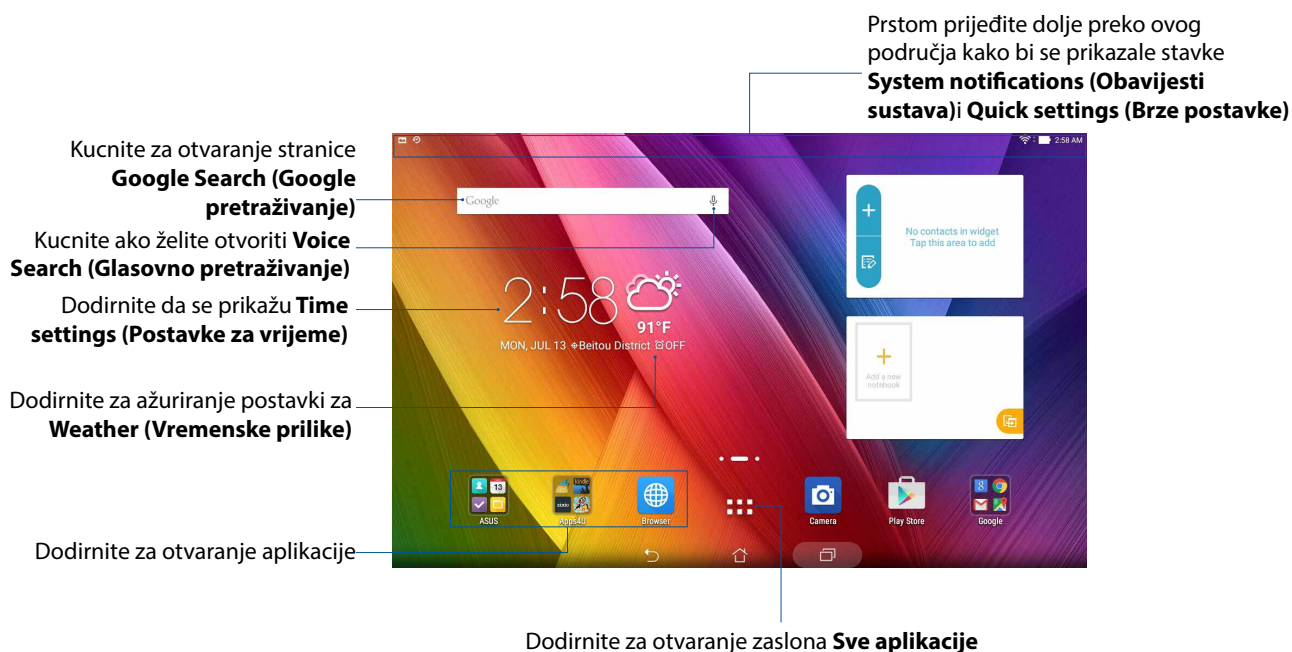 Prstom prijeđite dolje preko ovog
područja kako bi se prikazale stavke
System notifications (Obavijesti
sustava)i Quick settings (Brze postavke)
Kucnite za otvaranje stranice
Google Search (Google
pretraživanje)
Kucnite ako želite otvoriti Voice
Search (Glasovno pretraživanje)
Dodirnite da se prikažu Time
settings (Postavke za vrijeme)
Dodirnite za ažuriranje postavki za
Weather (Vremenske prilike)
Dodirnite za otvaranje aplikacije
2:58 AM
Google
No contacts in widget
Tap this area to add
2:58
91°F
MON, JUL 13 Beitou District OFF
Add a new
notebook
13
kindle
zinio
8
ASUS
Apps4U
Browser
Camera
Play Store
Google
Dodirnite za otvaranje zaslona Sve aplikacije